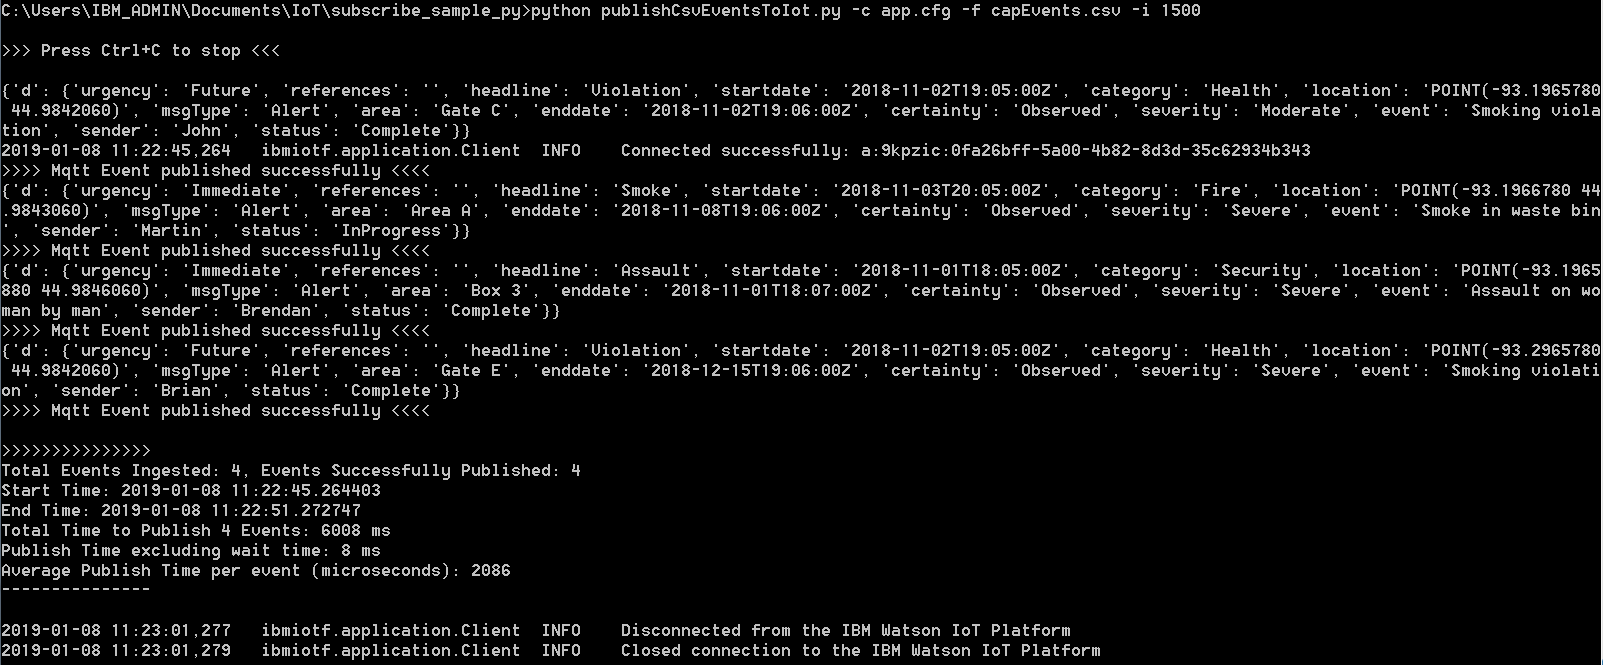 C:\Users\IBM_ADMIN\Documents\IoT\subscribe_sample_py>python publishCsvEventsToIot.py -c app.cfg -f capEvents.csv -i 1500
>>> Press Ctrl+C to stop <<<
{'d': {'urgency': 'Future', 'references': '', 'headline': 'Violation', 'startdate': '2018-11-02T19:05:00Z', 'category': 'Health', 'location': 'POINT(-93.1965780
 44.9842060)', 'msgType': 'Alert', 'area': 'Gate C', 'enddate': '2018-11-02T19:06:00Z', 'certainty': 'Observed', 'severity': 'Moderate', 'event': 'Smoking viola
tion', 'sender': 'John', 'status': 'Complete'}}
2019-01-08 11:22:45,264   ibmiotf.application.Client  INFO    Connected successfully: a:9kpzic:0fa26bff-5a00-4b82-8d3d-35c62934b343
>>>> Mqtt Event published successfully <<<<
{'d': {'urgency': 'Immediate', 'references': '', 'headline': 'Smoke', 'startdate': '2018-11-03T20:05:00Z', 'category': 'Fire', 'location': 'POINT(-93.1966780 44
.9843060)', 'msgType': 'Alert', 'area': 'Area A', 'enddate': '2018-11-08T19:06:00Z', 'certainty': 'Observed', 'severity': 'Severe', 'event': 'Smoke in waste bin
', 'sender': 'Martin', 'status': 'InProgress'}}
>>>> Mqtt Event published successfully <<<<
{'d': {'urgency': 'Immediate', 'references': '', 'headline': 'Assault', 'startdate': '2018-11-01T18:05:00Z', 'category': 'Security', 'location': 'POINT(-93.1965
880 44.9846060)', 'msgType': 'Alert', 'area': 'Box 3', 'enddate': '2018-11-01T18:07:00Z', 'certainty': 'Observed', 'severity': 'Severe', 'event': 'Assault on wo
man by man', 'sender': 'Brendan', 'status': 'Complete'}}
>>>> Mqtt Event published successfully <<<<
{'d': {'urgency': 'Future', 'references': '', 'headline': 'Violation', 'startdate': '2018-11-02T19:05:00Z', 'category': 'Health', 'location': 'POINT(-93.2965780
 44.9842060)', 'msgType': 'Alert', 'area': 'Gate E', 'enddate': '2018-12-15T19:06:00Z', 'certainty': 'Observed', 'severity': 'Severe', 'event': 'Smoking violati
on', 'sender': 'Brian', 'status': 'Complete'}}
>>>> Mqtt Event published successfully <<<<
>>>>>>>>>>>>>>>
Total Events Ingested: 4, Events Successfully Published: 4
Start Time: 2019-01-08 11:22:45.264403
End Time: 2019-01-08 11:22:51.272747
Total Time to Publish 4 Events: 6008 ms
Publish Time excluding wait time: 8 ms
Average Publish Time per event (microseconds): 2086
---------------
2019-01-08 11:23:01,277   ibmiotf.application.Client  INFO    Disconnected from the IBM Watson IoT Platform
2019-01-08 11:23:01,279   ibmiotf.application.Client  INFO    Closed connection to the IBM Watson IoT Platform